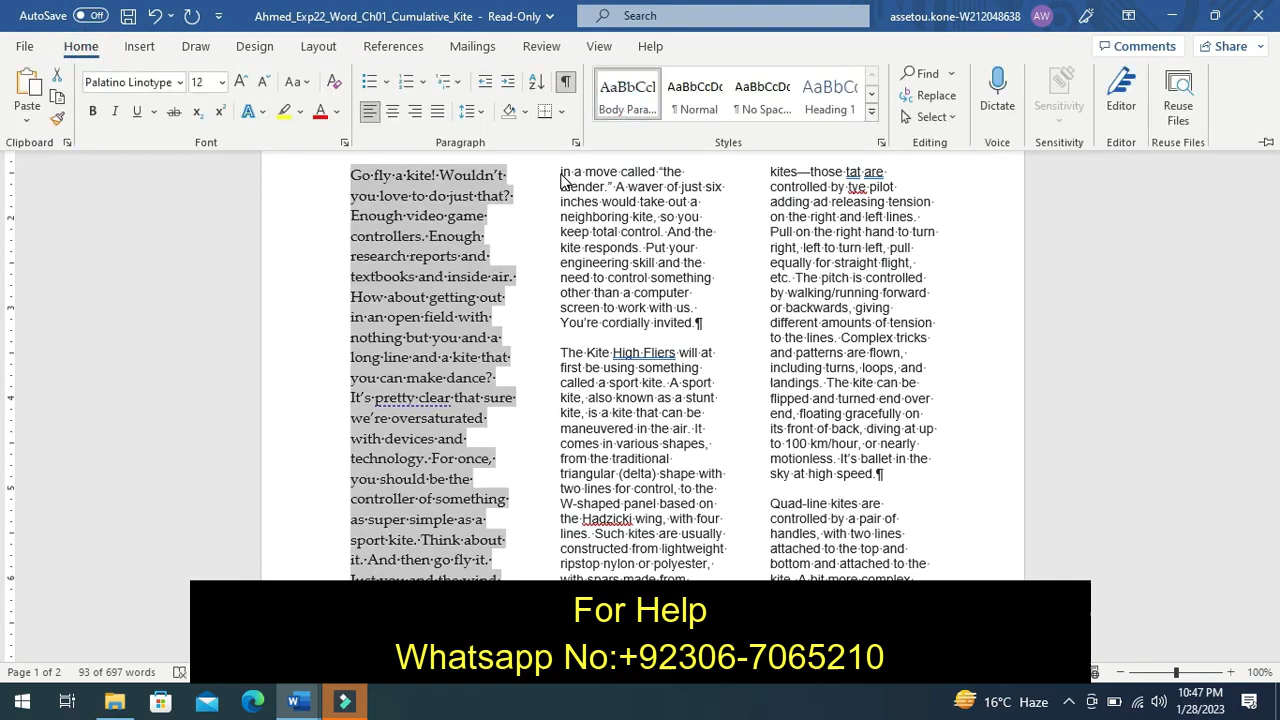 AutoSave Off
Ahmed_Exp22_Word_Ch01_Cumulative_Kite - Read-Only
Search
assetou.kone-W212048638 AW
File Home Insert Draw Design Layout References Mailings Review View Help
Comments Share
Paste
Palatino Linotype 12
Clipboard
Font
Paragraph
AaBbCcl AaBbCcDc AaBbCcDc AaBbCc
Body Para... ¶ Normal ¶ No Spac... Heading 1
Styles
Find
Replace
Select
Editing
Dictate
Voice
Sensitivity
Sensitivity
Editor
Editor
Reuse Files
Reuse Files
Go·fly·a·kite!·Wouldn’t·
you·love·to·do·just·that?·
Enough·video·game·
controllers.·Enough·
research·reports·and·
textbooks·and·inside·air.·
How·about·getting·out·
in·an·open·field·with·
nothing·but·you·and·a·
long·line·and·a·kite·that·
you·can·make·dance?·
It’s·pretty·clear·that·sure·
we’re·oversaturated·
with·devices·and·
technology.·For·once,·
you·should·be·the·
controller·of·something·
as·super·simple·as·a·
sport·kite.·Think·about·
it.·And·then·go·fly·it.·
Just·you·and·the·wind
in·a·move·called·“the·
bender.”·A·waver·of·just·six·
inches·would·take·out·a·
neighboring·kite,·so·you·
keep·total·control.·And·the·
kite·responds.·Put·your·
engineering·skill·and·the·
need·to·control·something·
other·than·a·computer·
screen·to·work·with·us.·
You’re·cordially·invited.¶
The·Kite·High·Fliers·will·at·
first·be·using·something·
called·a·sport·kite.·A·sport·
kite,·also·known·as·a·stunt·
kite,·is·a·kite·that·can·be·
maneuvered·in·the·air.·It·
comes·in·various·shapes,·
from·the·traditional·
triangular·(delta)·shape·with·
two·lines·for·control,·to·the·
W-shaped·panel·based·on·
the·Hadzicki·wing,·with·four·
lines.·Such·kites·are·usually·
constructed·from·lightweight·
ripstop·nylon·or·polyester,·
with·spars·made·from·
kites—those·tat·are·
controlled·by·tve·pilot·
adding·ad·releasing·tension·
on·the·right·and·left·lines.·
Pull·on·the·right·hand·to·turn·
right,·left·to·turn·left,·pull·
equally·for·straight·flight,·
etc.·The·pitch·is·controlled·
by·walking/running·forward·
or·backwards,·giving·
different·amounts·of·tension·
to·the·lines.·Complex·tricks·
and·patterns·are·flown,·
including·turns,·loops,·and·
landings.·The·kite·can·be·
flipped·and·turned·end·over·
end,·floating·gracefully·on·
its·front·of·back,·diving·at·up·
to·100·km/hour,·or·nearly·
motionless.·It’s·ballet·in·the·
sky·at·high·speed.¶
Quad-line·kites·are·
controlled·by·a·pair·of·
handles,·with·two·lines·
attached·to·the·top·and·
bottom·and·attached·to·the·
kite.·A·bit·more·complex
For Help
Whatsapp No:+92306-7065210
Page 1 of 2 93 of 697 words
100%
16°C Haze
10:47 PM
1/28/2023